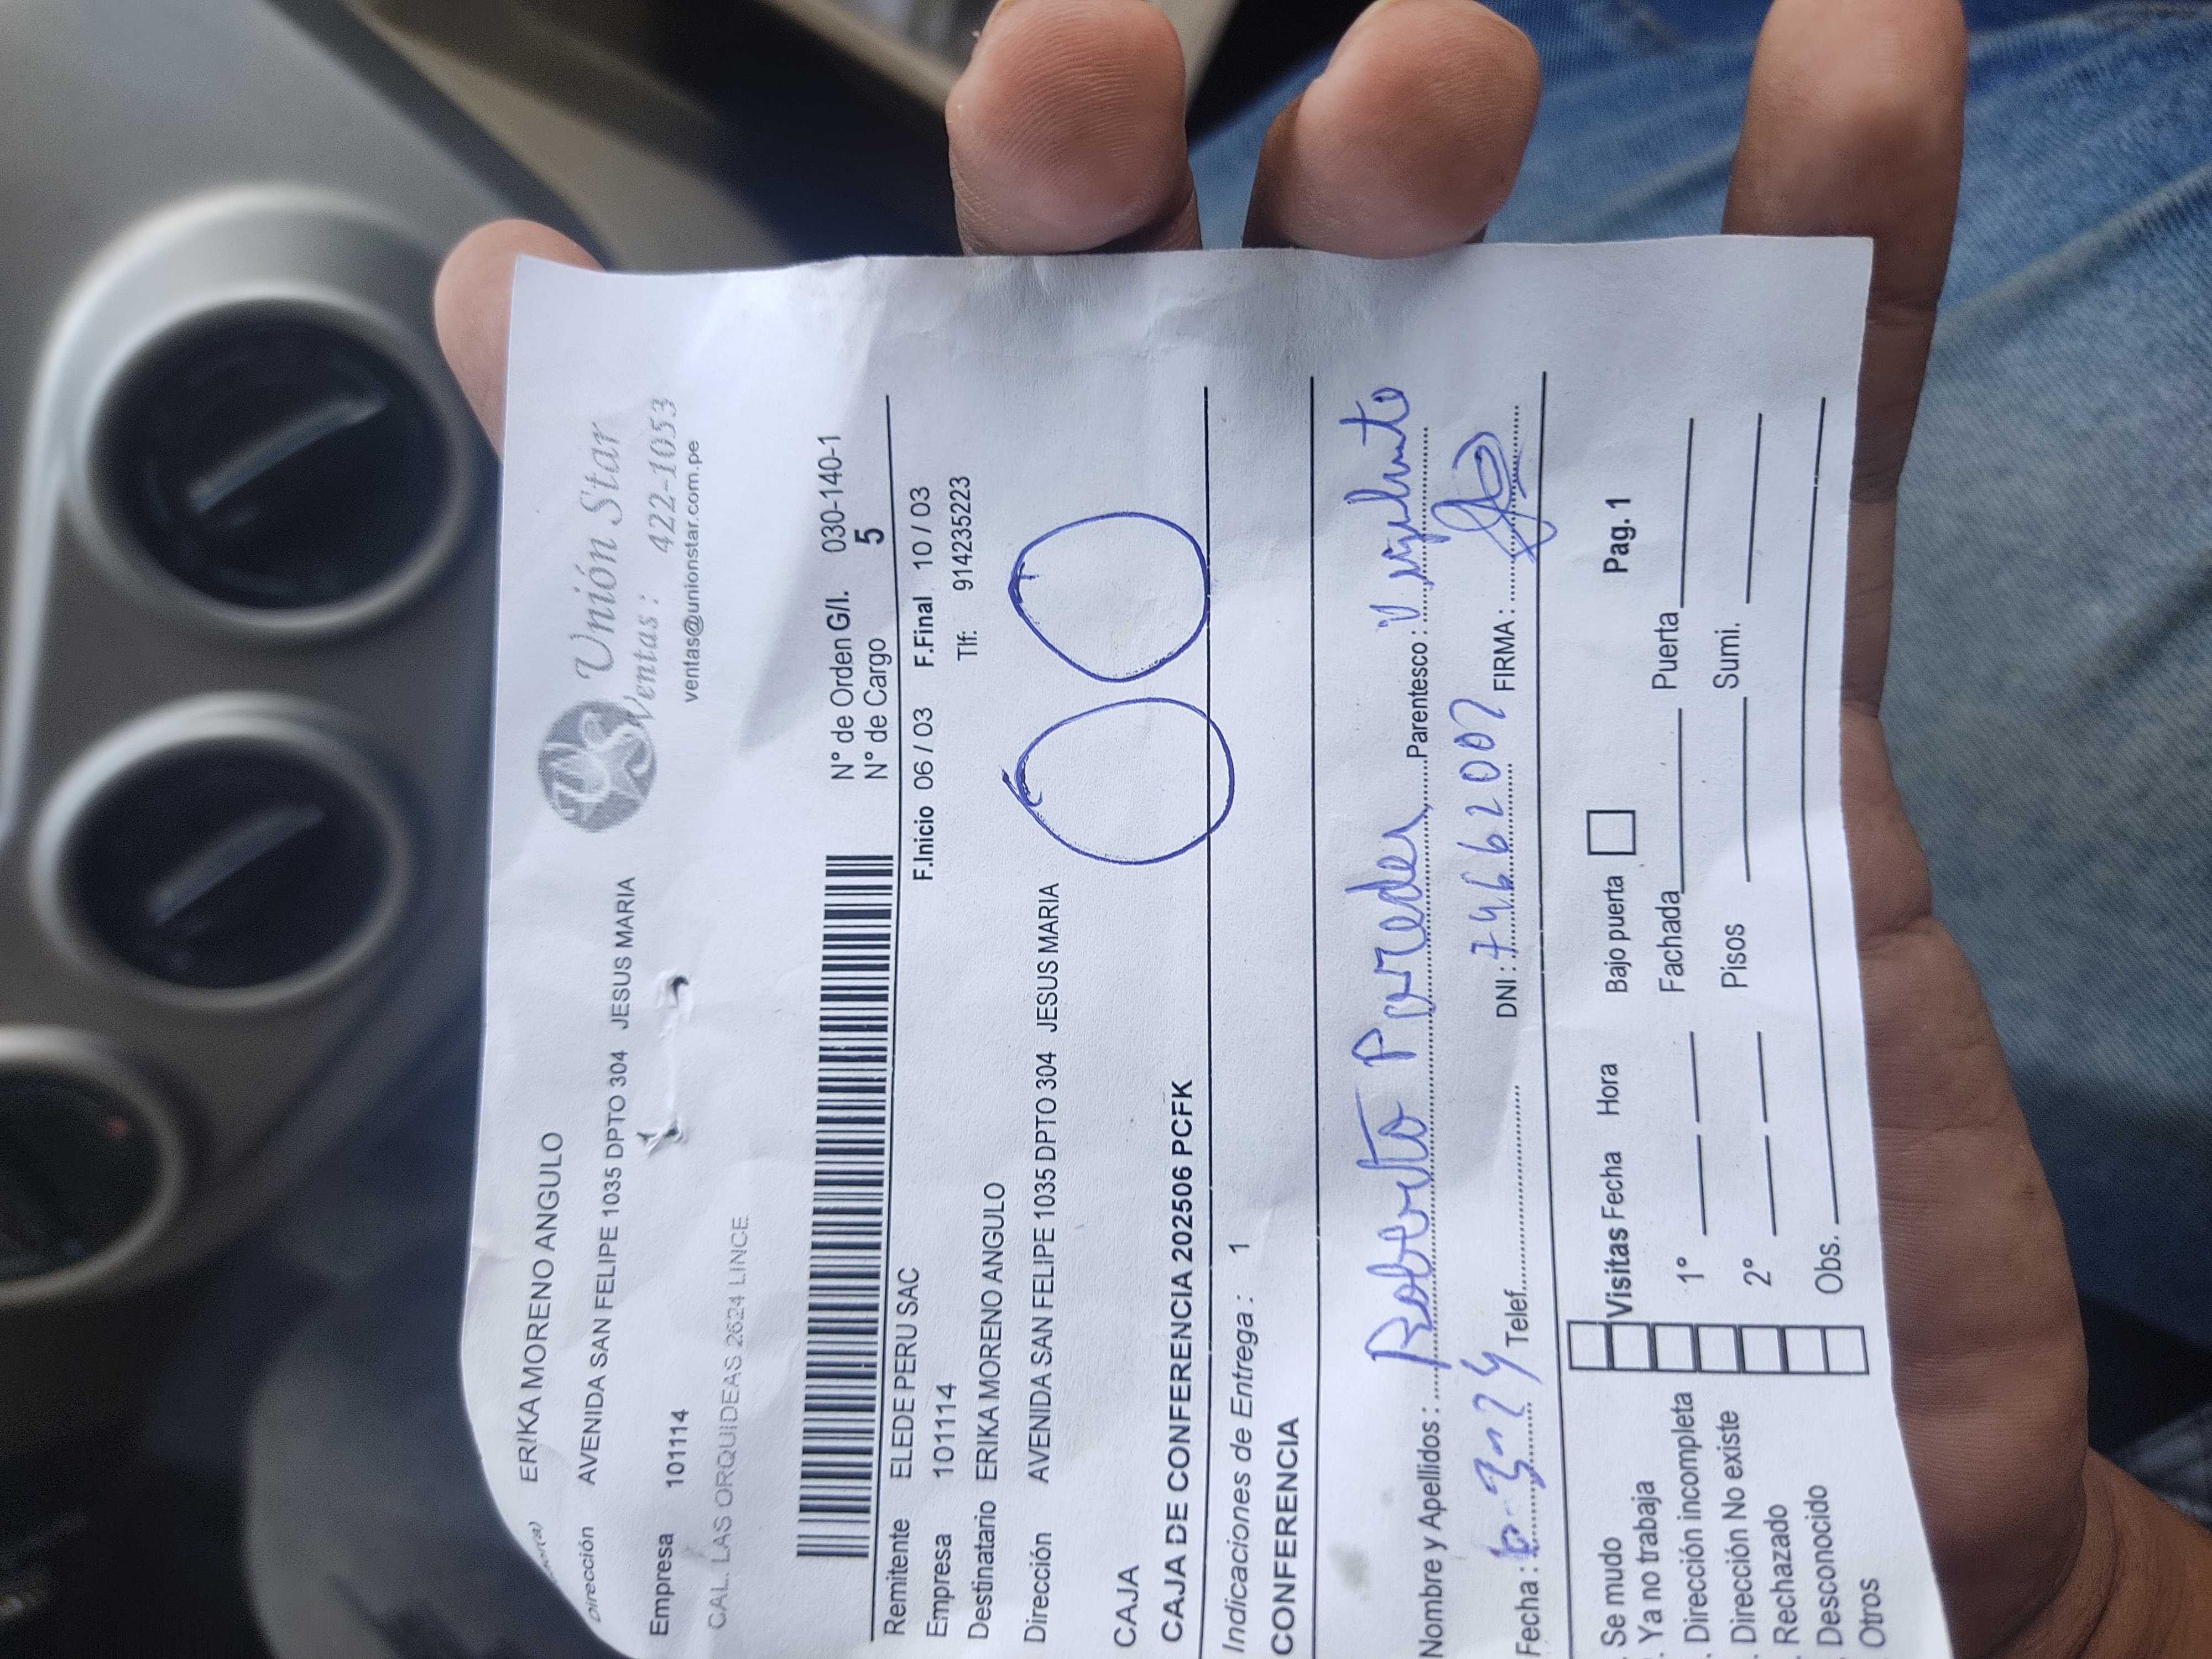 Unión Star
Ventas : 422-1053
ventas@unionstar.com.pe
ERIKA MORENO ANGULO
Dirección AVENIDA SAN FELIPE 1035 DPTO 304 JESUS MARIA
Empresa 101114
CAL. LAS ORQUIDEAS 2624 LINCE
N° de Orden G/I. 030-140-1
N° de Cargo 5
Remitente ELEDE PERU SAC F.Inicio 06 / 03 F.Final 10 / 03
Empresa 101114 Tlf: 914235223
Destinatario ERIKA MORENO ANGULO
Dirección AVENIDA SAN FELIPE 1035 DPTO 304 JESUS MARIA
CAJA
CAJA DE CONFERENCIA 202506 PCFK
Indicaciones de Entrega : 1
CONFERENCIA
Nombre y Apellidos : Roberto Paredes Parentesco : Vigilante
Fecha : 6-3-24 Telef. DNI : 74662007 FIRMA :
Se mudo Visitas Fecha Hora Bajo puerta Pag. 1
Ya no trabaja
Dirección incompleta 1° Fachada Puerta
Dirección No existe
Rechazado 2° Pisos Sumi.
Desconocido
Otros Obs.